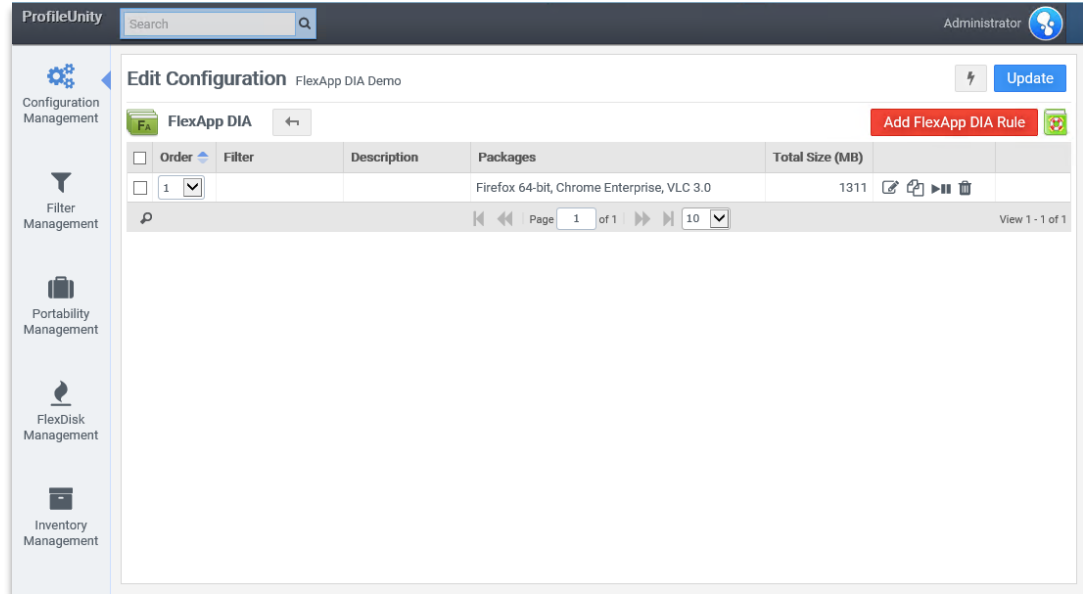 ProfileUnity
Search
Administrator
Configuration
Management
Edit Configuration FlexApp DIA Demo
Update
FA FlexApp DIA
Add FlexApp DIA Rule
Order Filter Description Packages Total Size (MB)
1 Firefox 64-bit, Chrome Enterprise, VLC 3.0 1311
Page 1 of 1 10 View 1 - 1 of 1
Filter
Management
Portability
Management
FlexDisk
Management
Inventory
Management